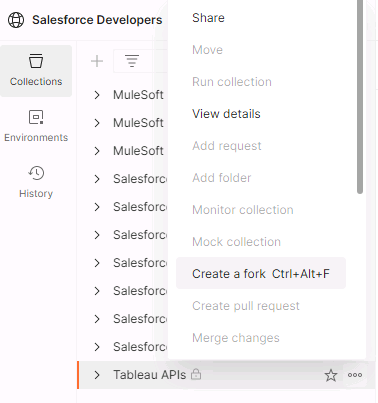 Salesforce Developers
Collections
Environments
History
MuleSoft
MuleSoft
MuleSoft
Salesforce
Salesforce
Salesforce
Salesforce
Salesforce
Salesforce
Salesforce
Tableau APIs
Share
Move
Run collection
View details
Add request
Add folder
Monitor collection
Mock collection
Create a fork Ctrl+Alt+F
Create pull request
Merge changes